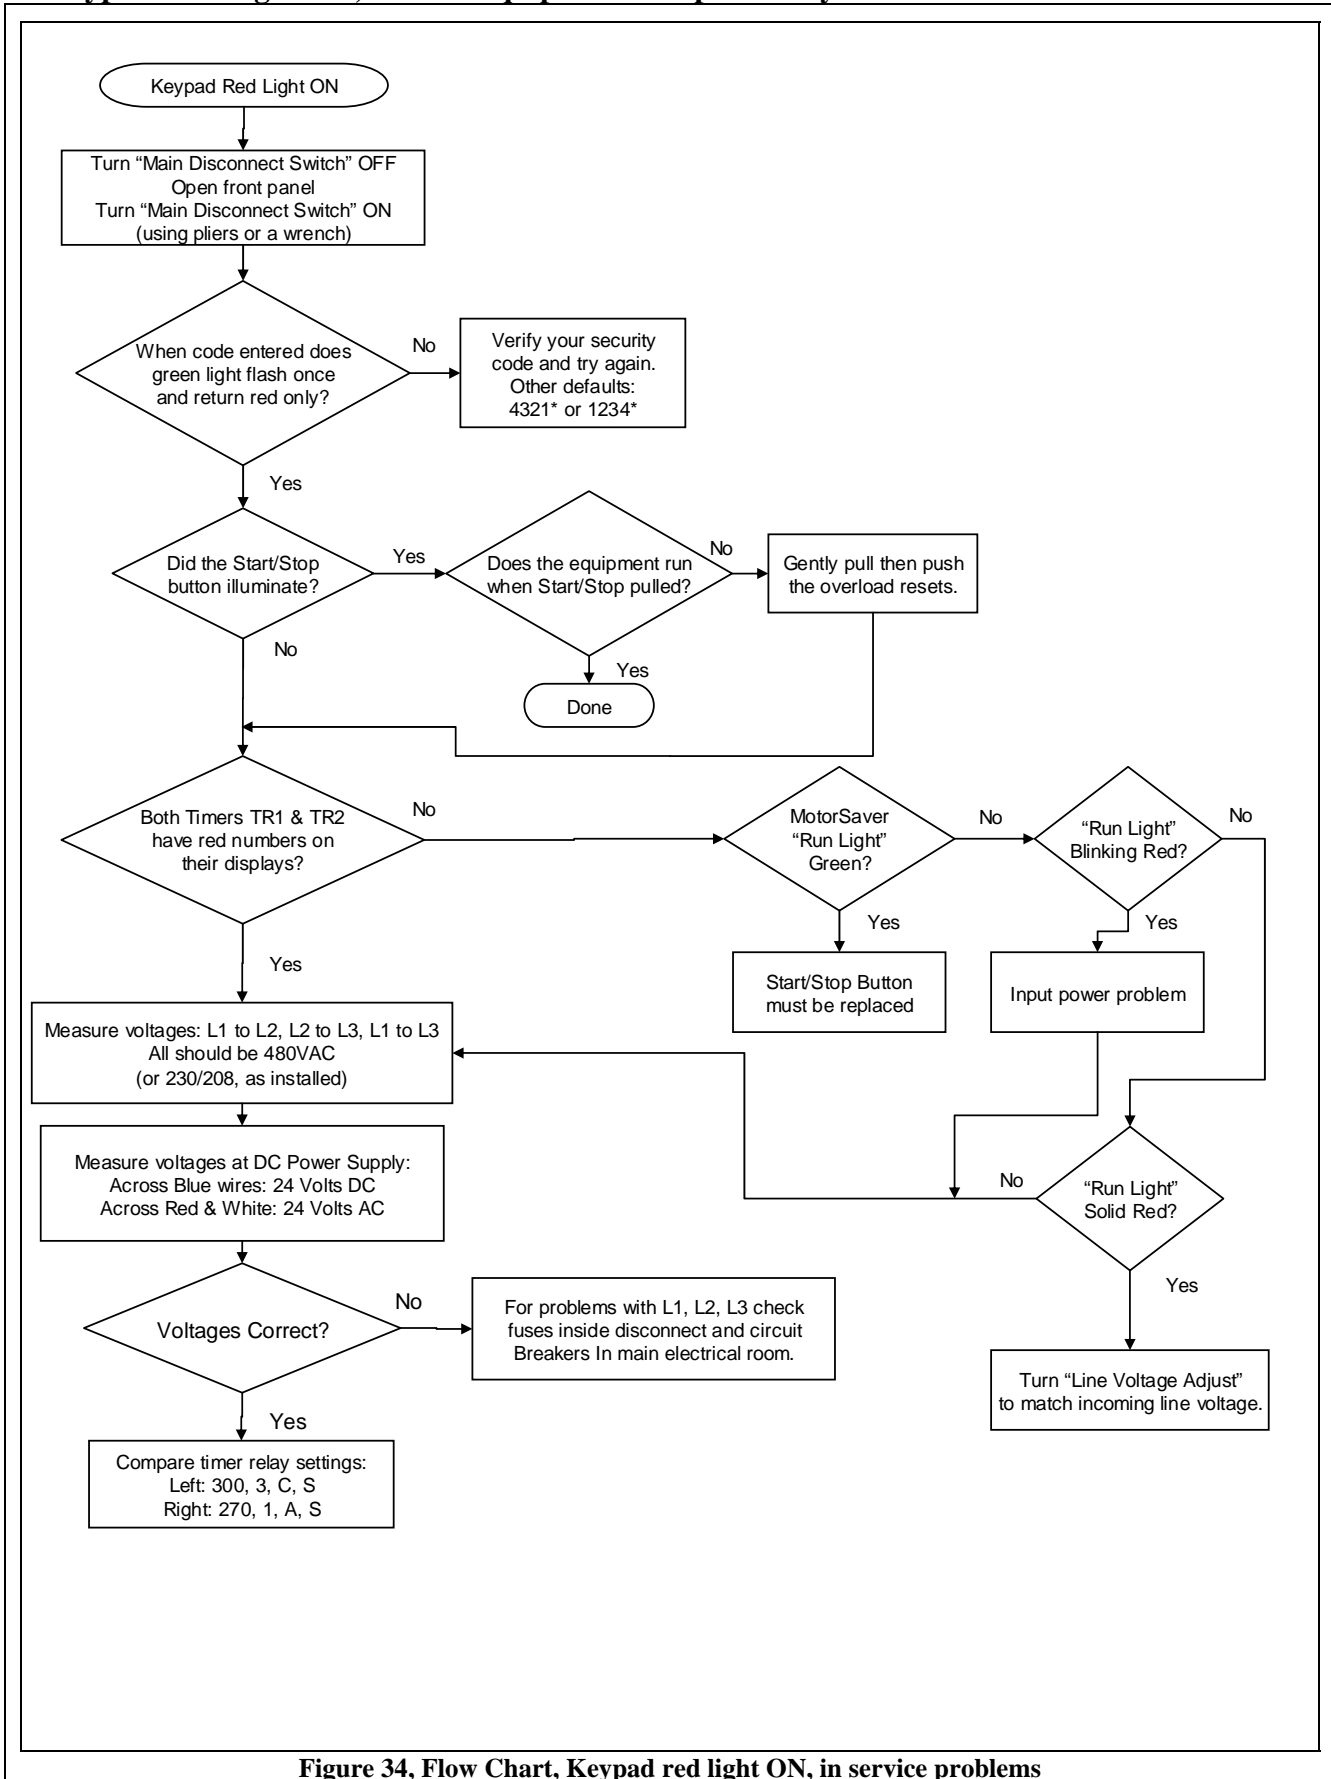 Keypad Red Light ON
Turn “Main Disconnect Switch” OFF
Open front panel
Turn “Main Disconnect Switch” ON
(using pliers or a wrench)
When code entered does
green light flash once
and return red only?
No
Verify your security
code and try again.
Other defaults:
4321* or 1234*
Yes
Did the Start/Stop
button illuminate?
Yes
Does the equipment run
when Start/Stop pulled?
No
Gently pull then push
the overload resets.
No
Yes
Done
Both Timers TR1 & TR2
have red numbers on
their displays?
No
MotorSaver
“Run Light”
Green?
No
“Run Light”
Blinking Red?
No
Yes
Start/Stop Button
must be replaced
Yes
Input power problem
Yes
Measure voltages: L1 to L2, L2 to L3, L1 to L3
All should be 480VAC
(or 230/208, as installed)
Measure voltages at DC Power Supply:
Across Blue wires: 24 Volts DC
Across Red & White: 24 Volts AC
No
“Run Light”
Solid Red?
Yes
Turn “Line Voltage Adjust”
to match incoming line voltage.
Voltages Correct?
No
For problems with L1, L2, L3 check
fuses inside disconnect and circuit
Breakers In main electrical room.
Yes
Compare timer relay settings:
Left: 300, 3, C, S
Right: 270, 1, A, S
Figure 34, Flow Chart, Keypad red light ON, in service problems